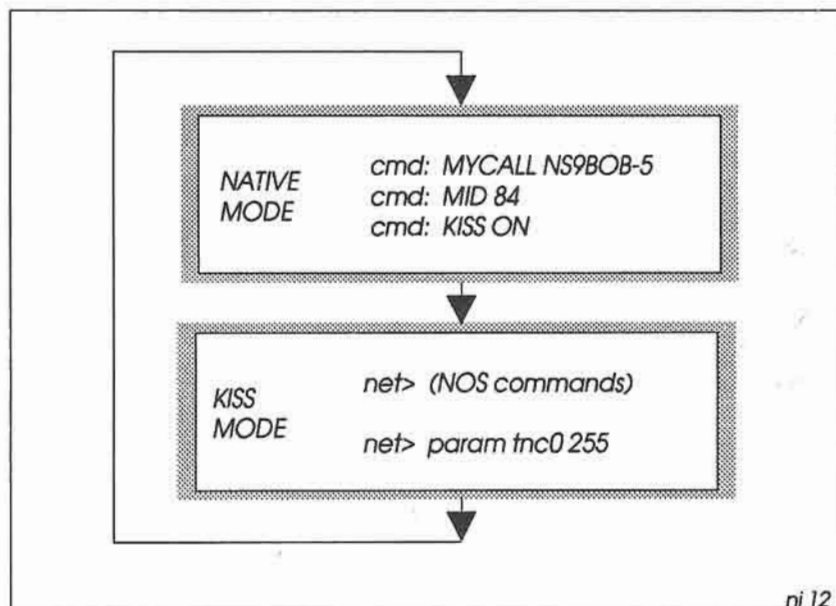 NATIVE
MODE
cmd: MYCALL NS9BOB-5
cmd: MID 84
cmd: KISS ON
KISS
MODE
net> (NOS commands)
net> param tnc0 255
ni 12